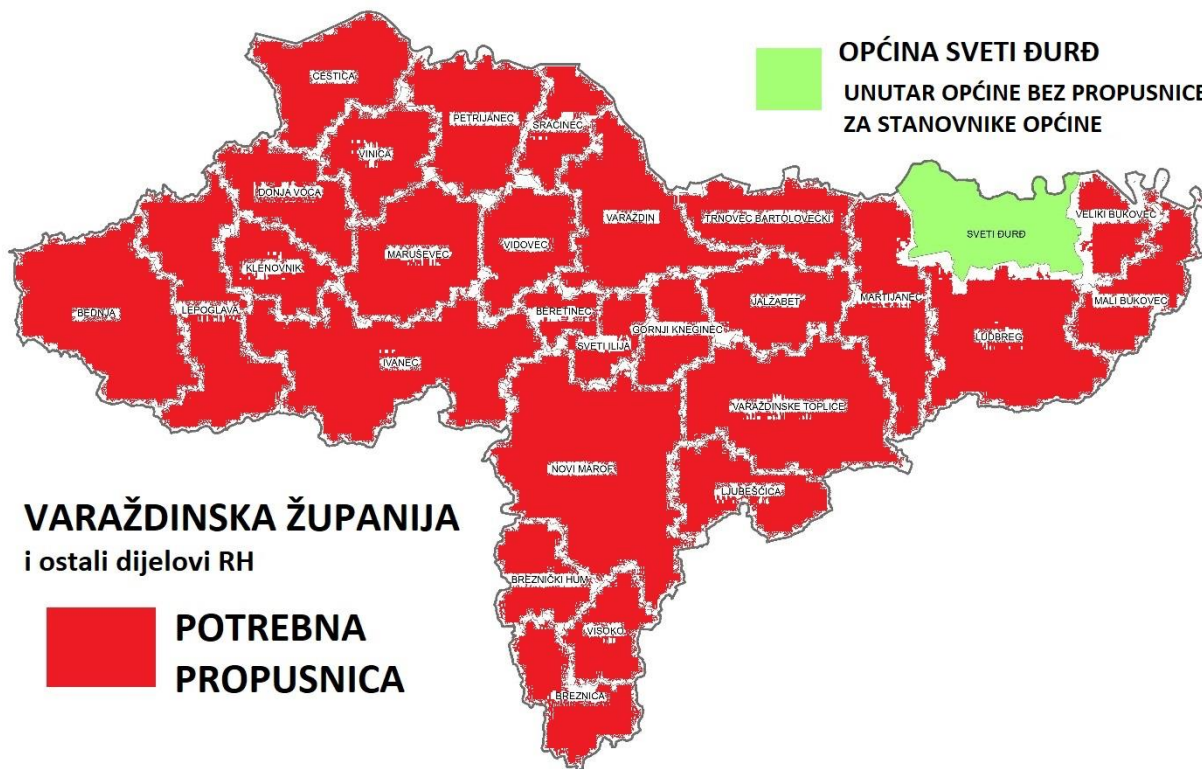 OPĆINA SVETI ĐURĐ
UNUTAR OPĆINE BEZ PROPUSNICE
ZA STANOVNIKE OPĆINE
CESTICA
PETRIJANEC
SRAČINEC
VINICA
DONJA VOĆA
VARAŽDIN
TRNOVEC BARTOLOVEČKI
VELIKI BUKOVEC
SVETI ĐURĐ
MARUŠEVEC
VIDOVEC
KLENOVNIK
BEDNJA
LEPOGLAVA
BERETINEC
JALŽABET
MARTIJANEC
MALI BUKOVEC
GORNJI KNEGINEC
LUDBREG
SVETI ILIJA
IVANEC
VARAŽDINSKE TOPLICE
NOVI MAROF
LJUBEŠĆICA
VARAŽDINSKA ŽUPANIJA
i ostali dijelovi RH
BREZNIČKI HUM
VISOKO
BREZNICA
POTREBNA
PROPUSNICA